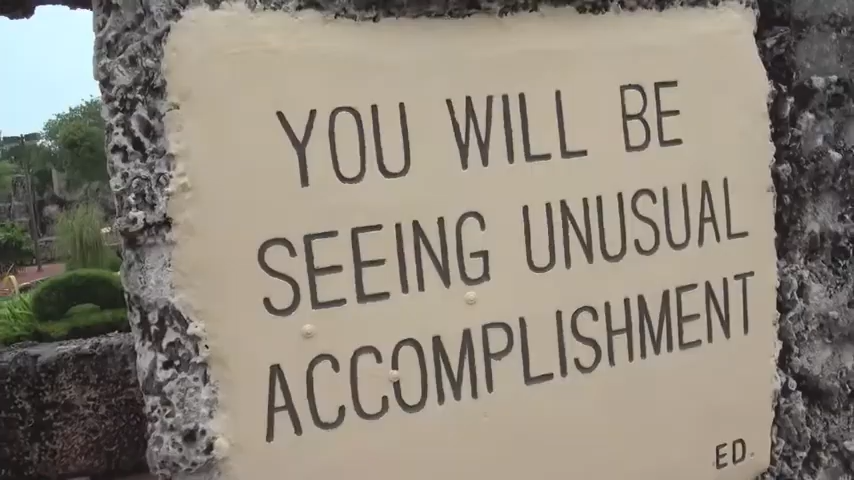 YOU WILL BE
SEEING UNUSUAL
ACCOMPLISHMENT
ED.